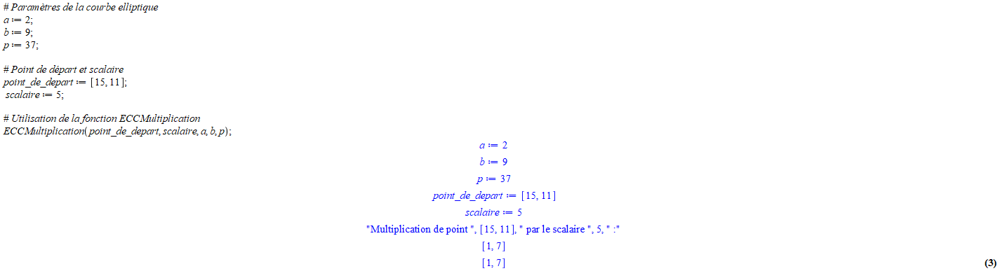 # Paramètres de la courbe elliptique
a := 2;
b := 9;
p := 37;
# Point de départ et scalaire
point_de_depart := [15, 11];
scalaire := 5;
# Utilisation de la fonction ECCMultiplication
ECCMultiplication(point_de_depart, scalaire, a, b, p);
a := 2
b := 9
p := 37
point_de_depart := [15, 11]
scalaire := 5
"Multiplication de point ", [15, 11], " par le scalaire ", 5, " :"
[1, 7]
[1, 7] (3)